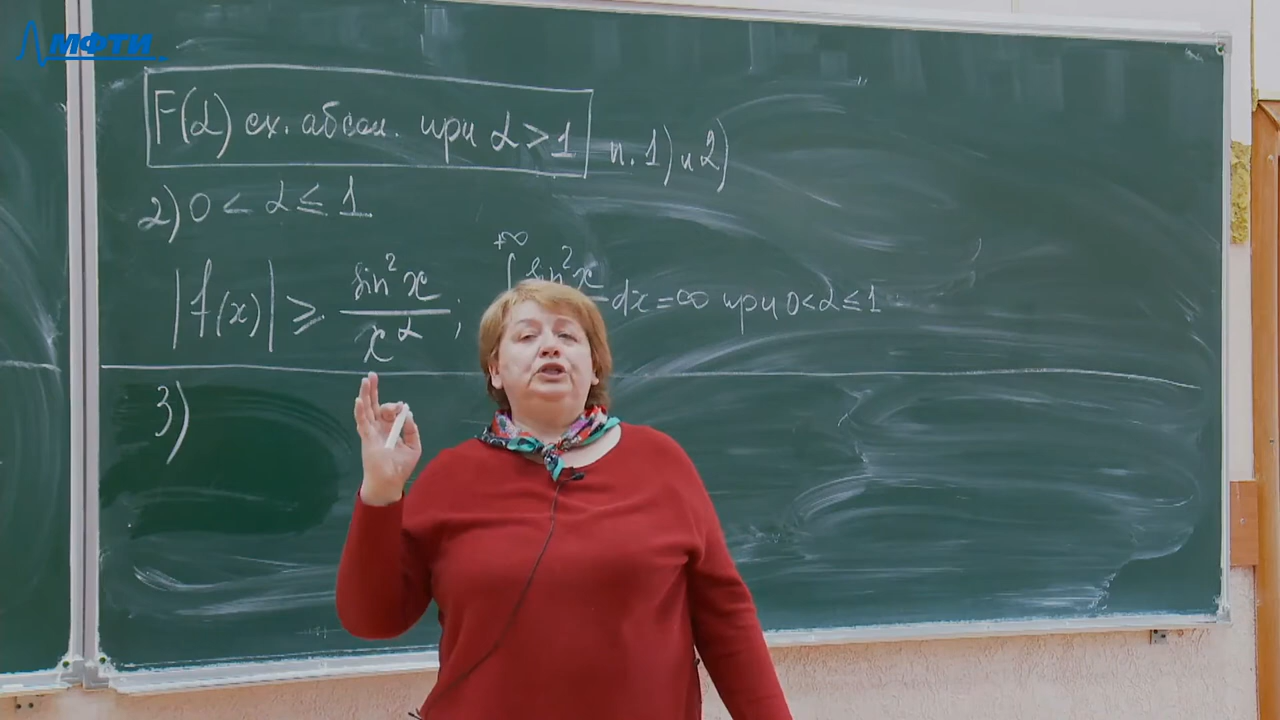 МФТИ
F(α) сх. абсол. при α > 1 п. 1) и 2)
2) 0 < α ≤ 1
|f(x)| ≥ sin²x / x^α ; ∫^{+∞} sin²x dx = ∞ при 0 < α ≤ 1
3)